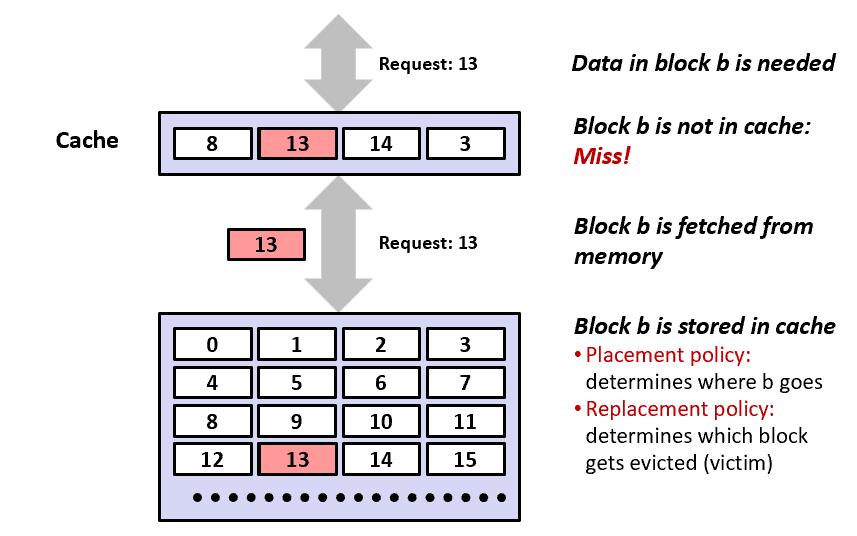 Request: 13
Data in block b is needed
Cache
8 13 14 3
Block b is not in cache:
Miss!
13
Request: 13
Block b is fetched from
memory
0 1 2 3
4 5 6 7
8 9 10 11
12 13 14 15
Block b is stored in cache
• Placement policy:
determines where b goes
• Replacement policy:
determines which block
gets evicted (victim)